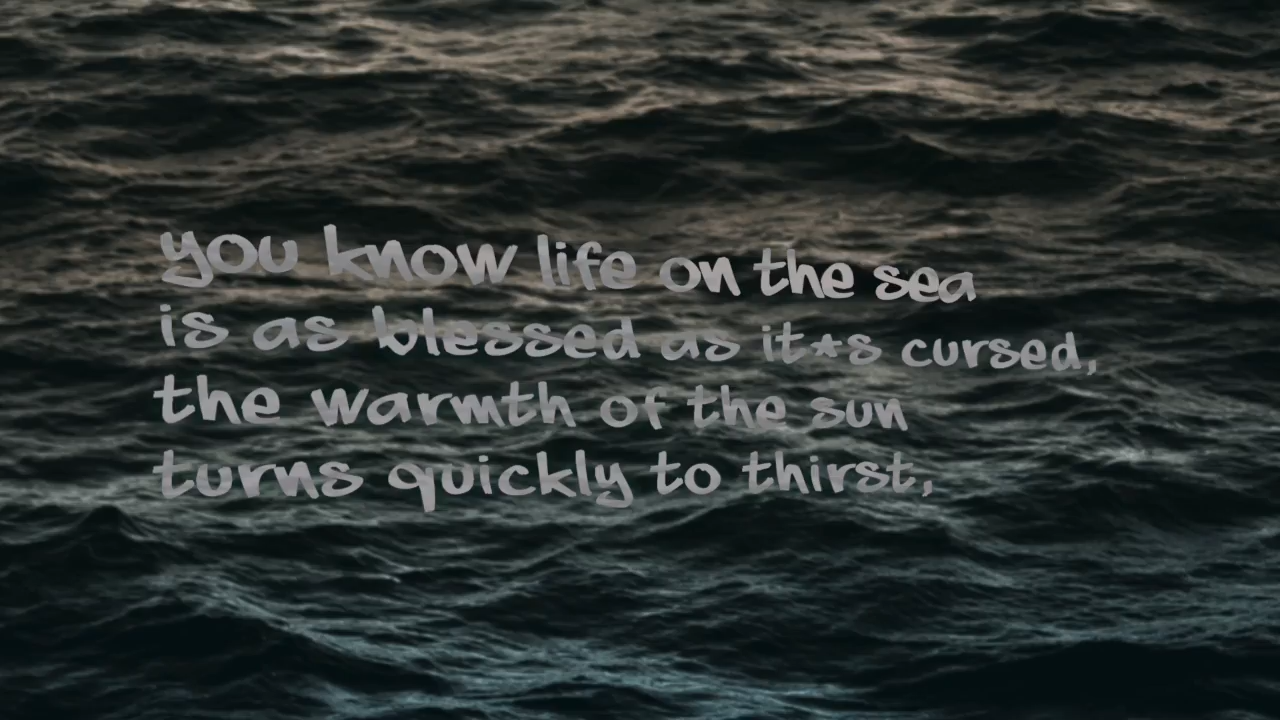 you know life on the sea
is as blessed as it*s cursed,
the warmth of the sun
turns quickly to thirst,